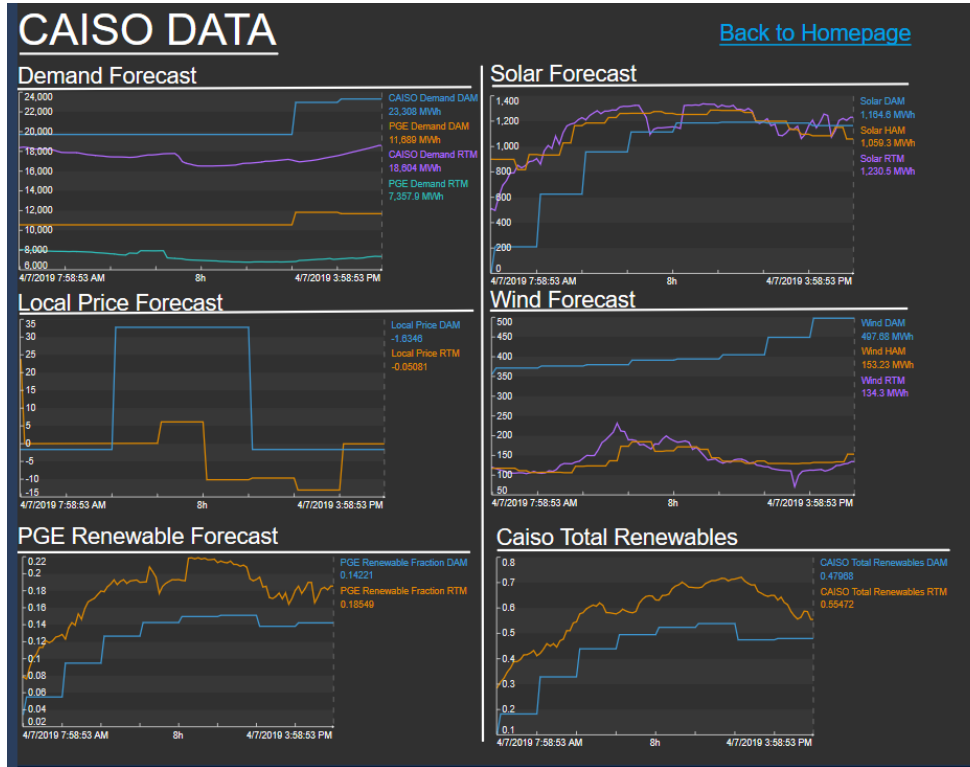 CAISO DATA
Back to Homepage
Demand Forecast
24,000
22,000
20,000
18,000
16,000
14,000
12,000
10,000
8,000
6,000
4/7/2019 7:58:53 AM 8h 4/7/2019 3:58:53 PM
CAISO Demand DAM
23,308 MWh
PGE Demand DAM
11,689 MWh
CAISO Demand RTM
18,604 MWh
PGE Demand RTM
7,357.9 MWh
Solar Forecast
1,400
1,200
1,000
800
600
400
200
0
4/7/2019 7:58:53 AM 8h 4/7/2019 3:58:53 PM
Solar DAM
1,164.6 MWh
Solar HAM
1,059.3 MWh
Solar RTM
1,230.5 MWh
Local Price Forecast
35
30
25
20
15
10
5
0
-5
-10
-15
4/7/2019 7:58:53 AM 8h 4/7/2019 3:58:53 PM
Local Price DAM
-1.6346
Local Price RTM
-0.05081
Wind Forecast
500
450
400
350
300
250
200
150
100
50
4/7/2019 7:58:53 AM 8h 4/7/2019 3:58:53 PM
Wind DAM
497.68 MWh
Wind HAM
153.23 MWh
Wind RTM
134.3 MWh
PGE Renewable Forecast
0.22
0.2
0.18
0.16
0.14
0.12
0.1
0.08
0.06
0.04
0.02
4/7/2019 7:58:53 AM 8h 4/7/2019 3:58:53 PM
PGE Renewable Fraction DAM
0.14221
PGE Renewable Fraction RTM
0.18549
Caiso Total Renewables
0.8
0.7
0.6
0.5
0.4
0.3
0.2
0.1
4/7/2019 7:58:53 AM 8h 4/7/2019 3:58:53 PM
CAISO Total Renewables DAM
0.47968
CAISO Total Renewables RTM
0.55472